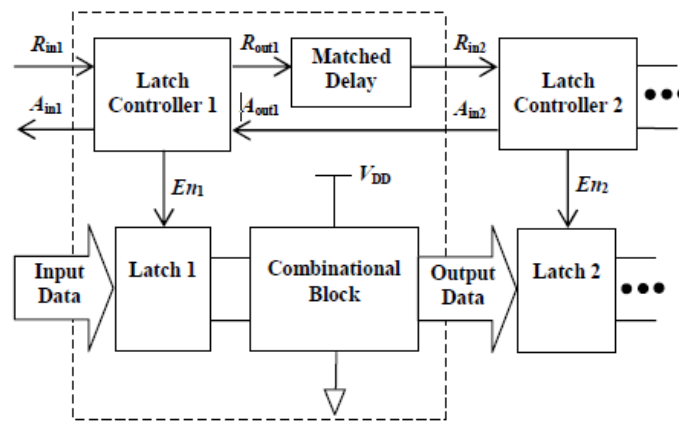 Rin1
Rout1
Matched
Delay
Rin2
Latch
Controller 1
Latch
Controller 2
Ain1
Aout1
Ain2
En1
VDD
En2
Input
Data
Latch 1
Combinational
Block
Output
Data
Latch 2